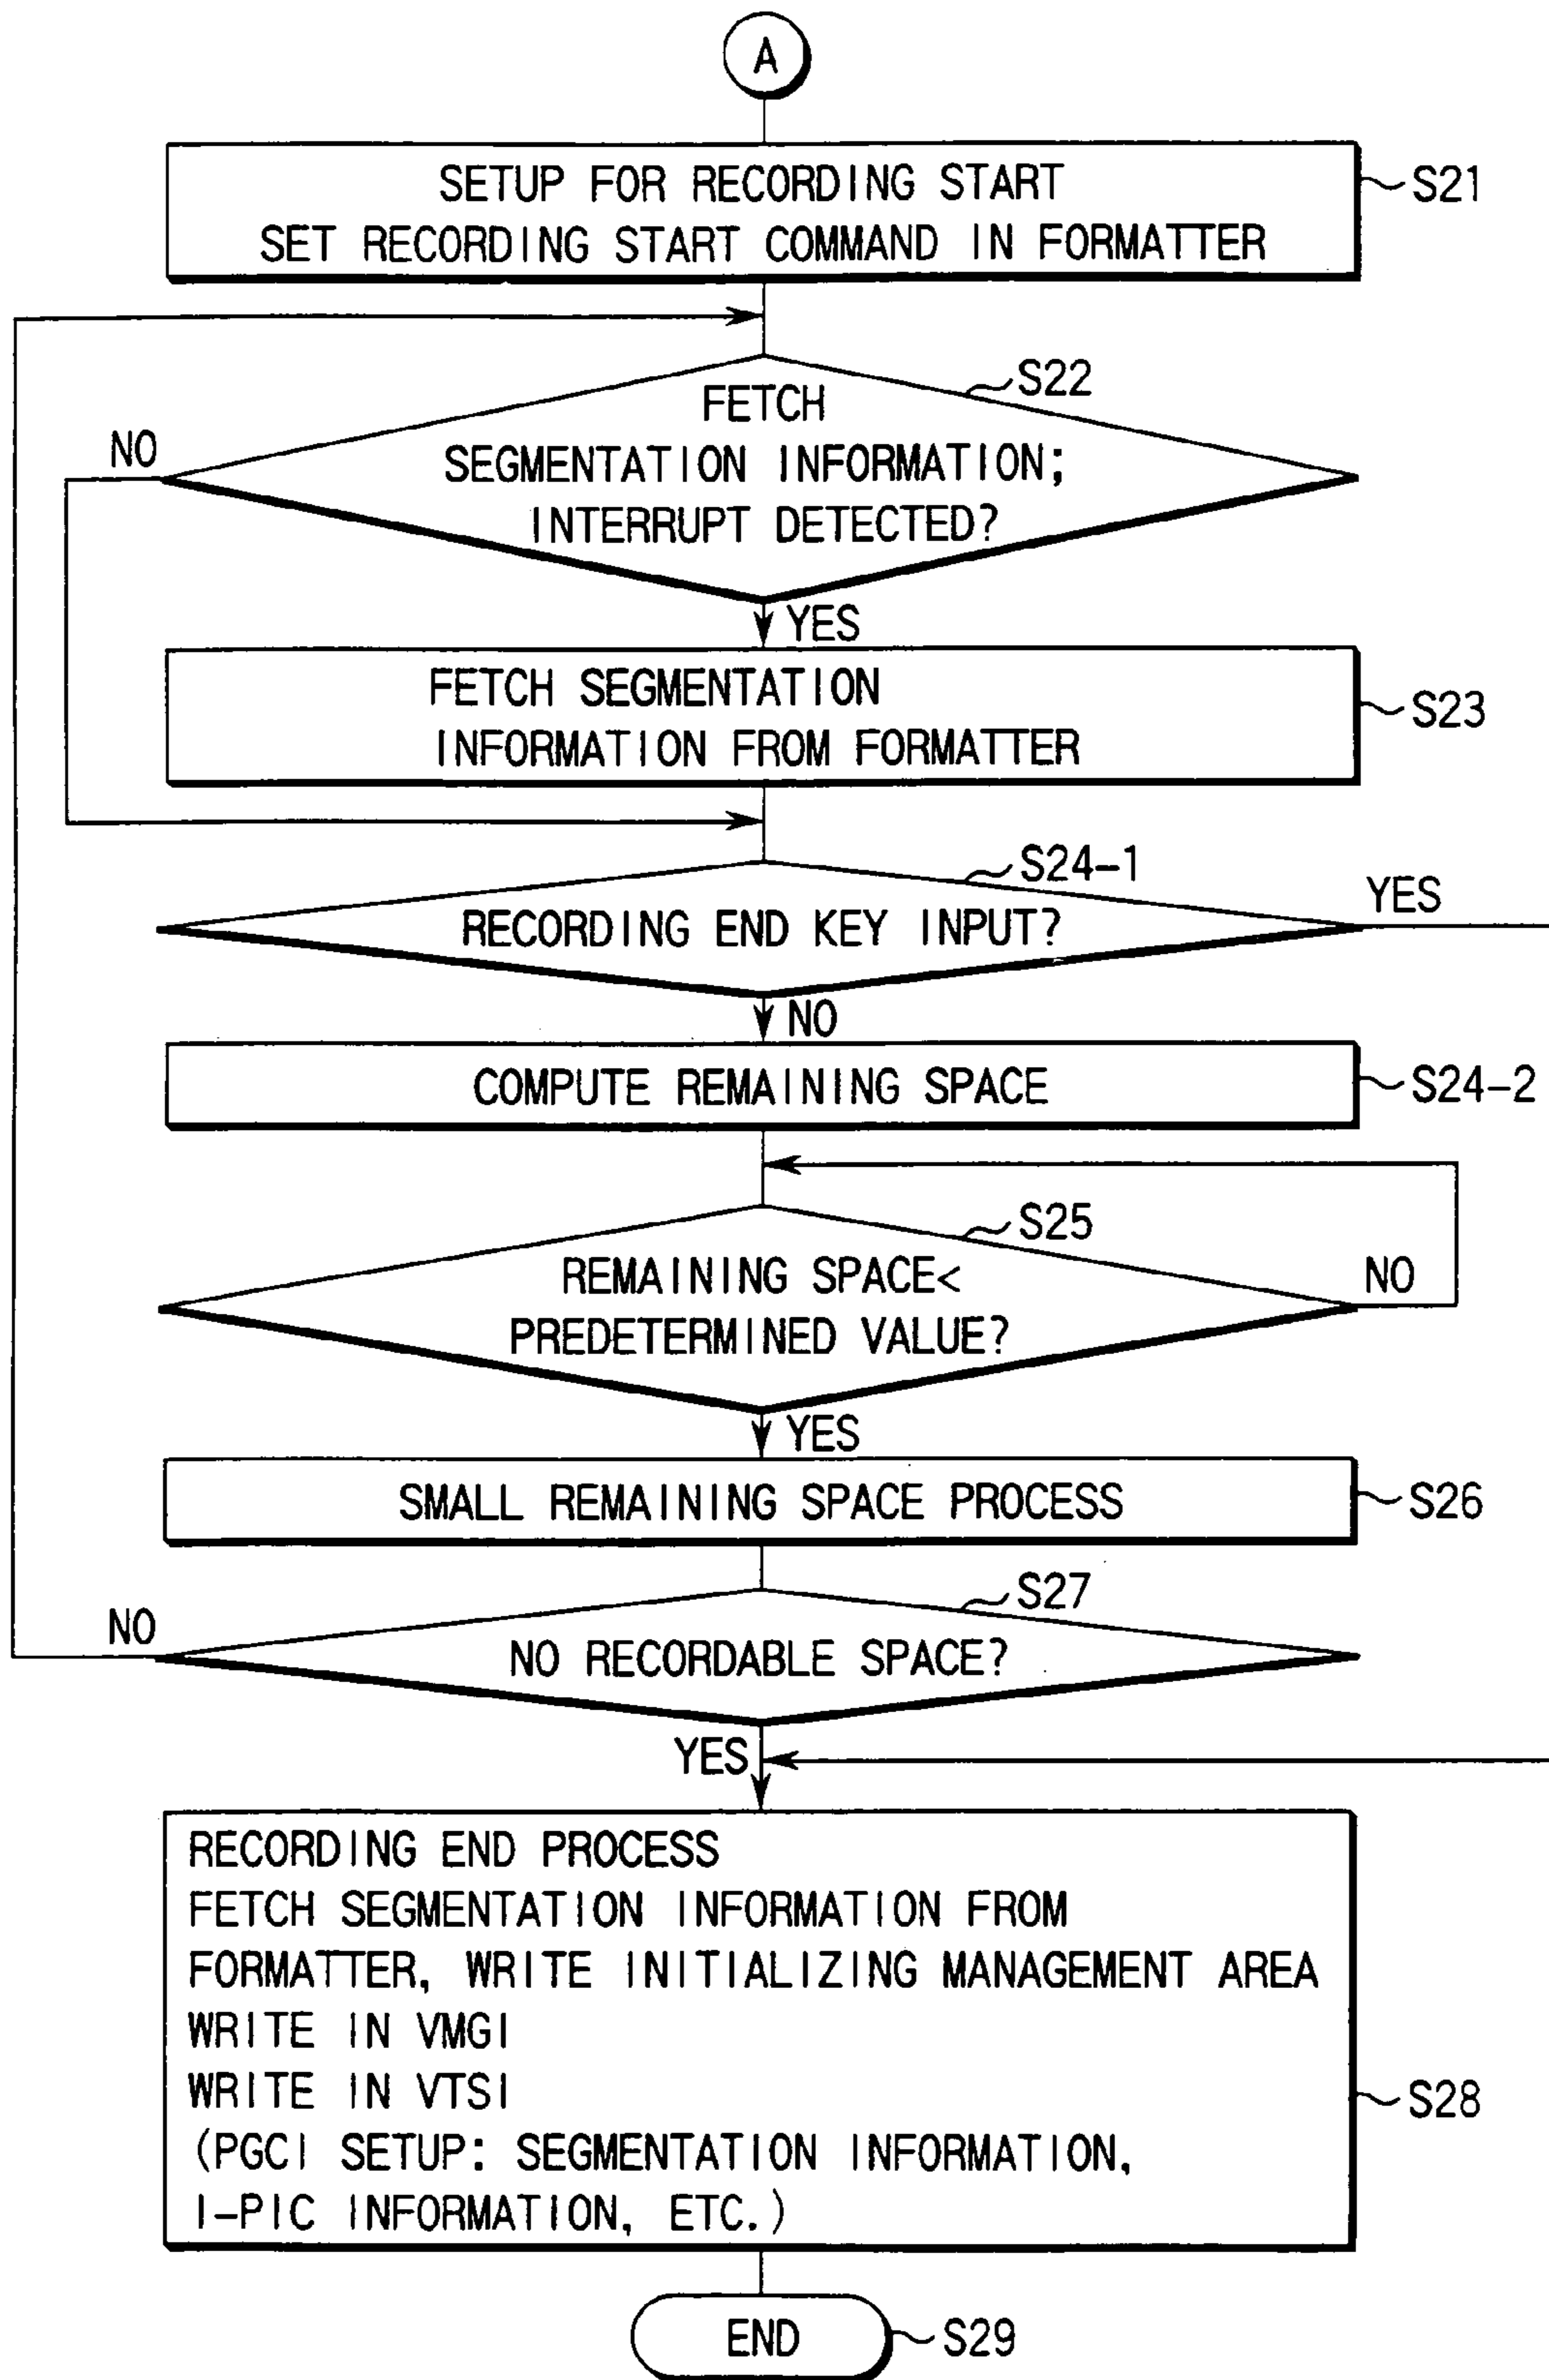 A
SETUP FOR RECORDING START
SET RECORDING START COMMAND IN FORMATTER
S21
S22
FETCH
SEGMENTATION INFORMATION;
INTERRUPT DETECTED?
NO
YES
FETCH SEGMENTATION
INFORMATION FROM FORMATTER
S23
S24-1
RECORDING END KEY INPUT?
YES
NO
COMPUTE REMAINING SPACE
S24-2
S25
REMAINING SPACE<
PREDETERMINED VALUE?
NO
YES
SMALL REMAINING SPACE PROCESS
S26
S27
NO
NO RECORDABLE SPACE?
YES
RECORDING END PROCESS
FETCH SEGMENTATION INFORMATION FROM
FORMATTER, WRITE INITIALIZING MANAGEMENT AREA
WRITE IN VMGI
WRITE IN VTSI
(PGCI SETUP: SEGMENTATION INFORMATION,
I-PIC INFORMATION, ETC.)
S28
END
S29